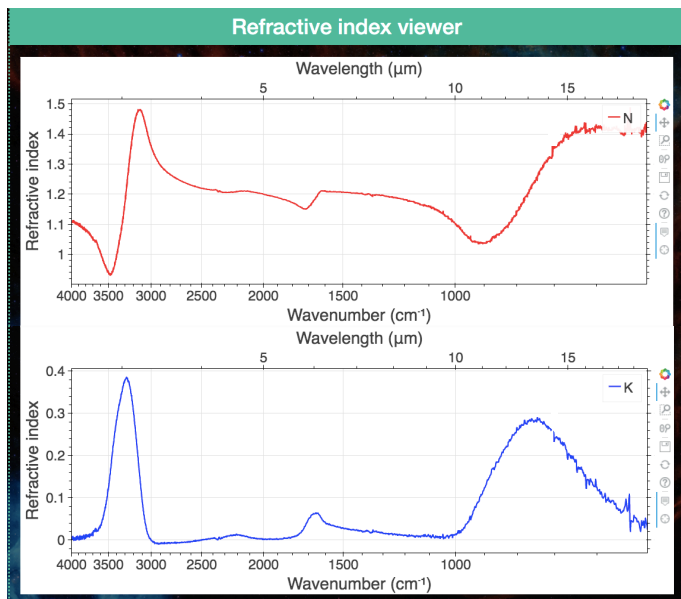 Refractive index viewer
Wavelength (μm)
5 10 15
1.5
1.4
1.3
1.2
1.1
1
Refractive index
N
4000 3500 3000 2500 2000 1500 1000
Wavenumber (cm⁻¹)
Wavelength (μm)
5 10 15
0.4
0.3
0.2
0.1
0
Refractive index
K
4000 3500 3000 2500 2000 1500 1000
Wavenumber (cm⁻¹)